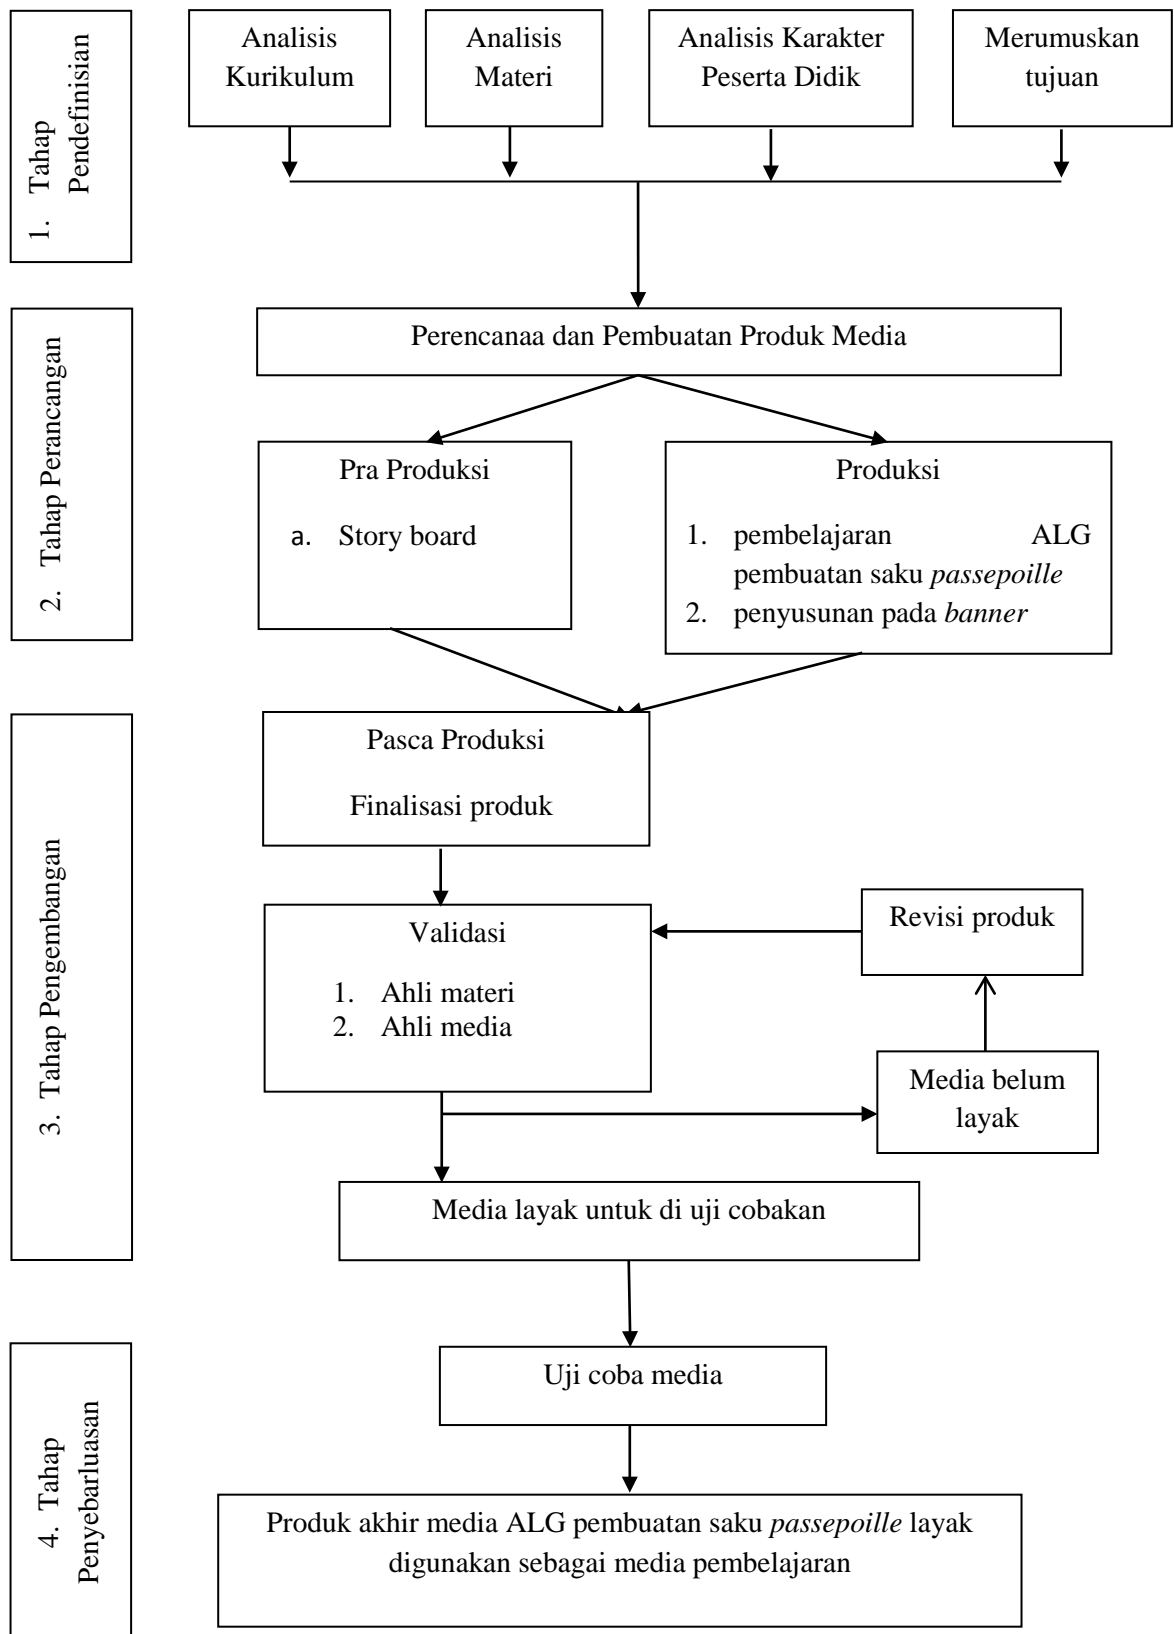 1. Tahap
Pendefinisian
Analisis
Kurikulum
Analisis
Materi
Analisis Karakter
Peserta Didik
Merumuskan
tujuan
2. Tahap Perancangan
Perencanaa dan Pembuatan Produk Media
Pra Produksi
a. Story board
Produksi
1. pembelajaran ALG
pembuatan saku passepoille
2. penyusunan pada banner
3. Tahap Pengembangan
Pasca Produksi
Finalisasi produk
Validasi
1. Ahli materi
2. Ahli media
Revisi produk
Media belum
layak
Media layak untuk di uji cobakan
4. Tahap
Penyebarluasan
Uji coba media
Produk akhir media ALG pembuatan saku passepoille layak
digunakan sebagai media pembelajaran